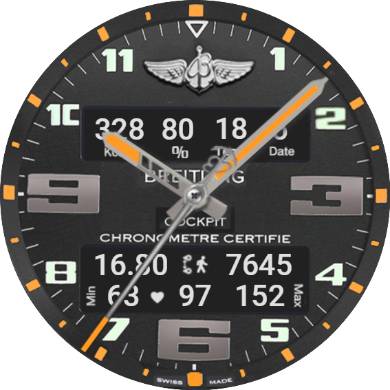 11 1
10 2
328 80 18
% Date
BREITLING
9 3
COCKPIT
CHRONOMETRE CERTIFIE
8 16.80 7645 4
Min 63 97 152 Max
7 6 5
SWISS MADE